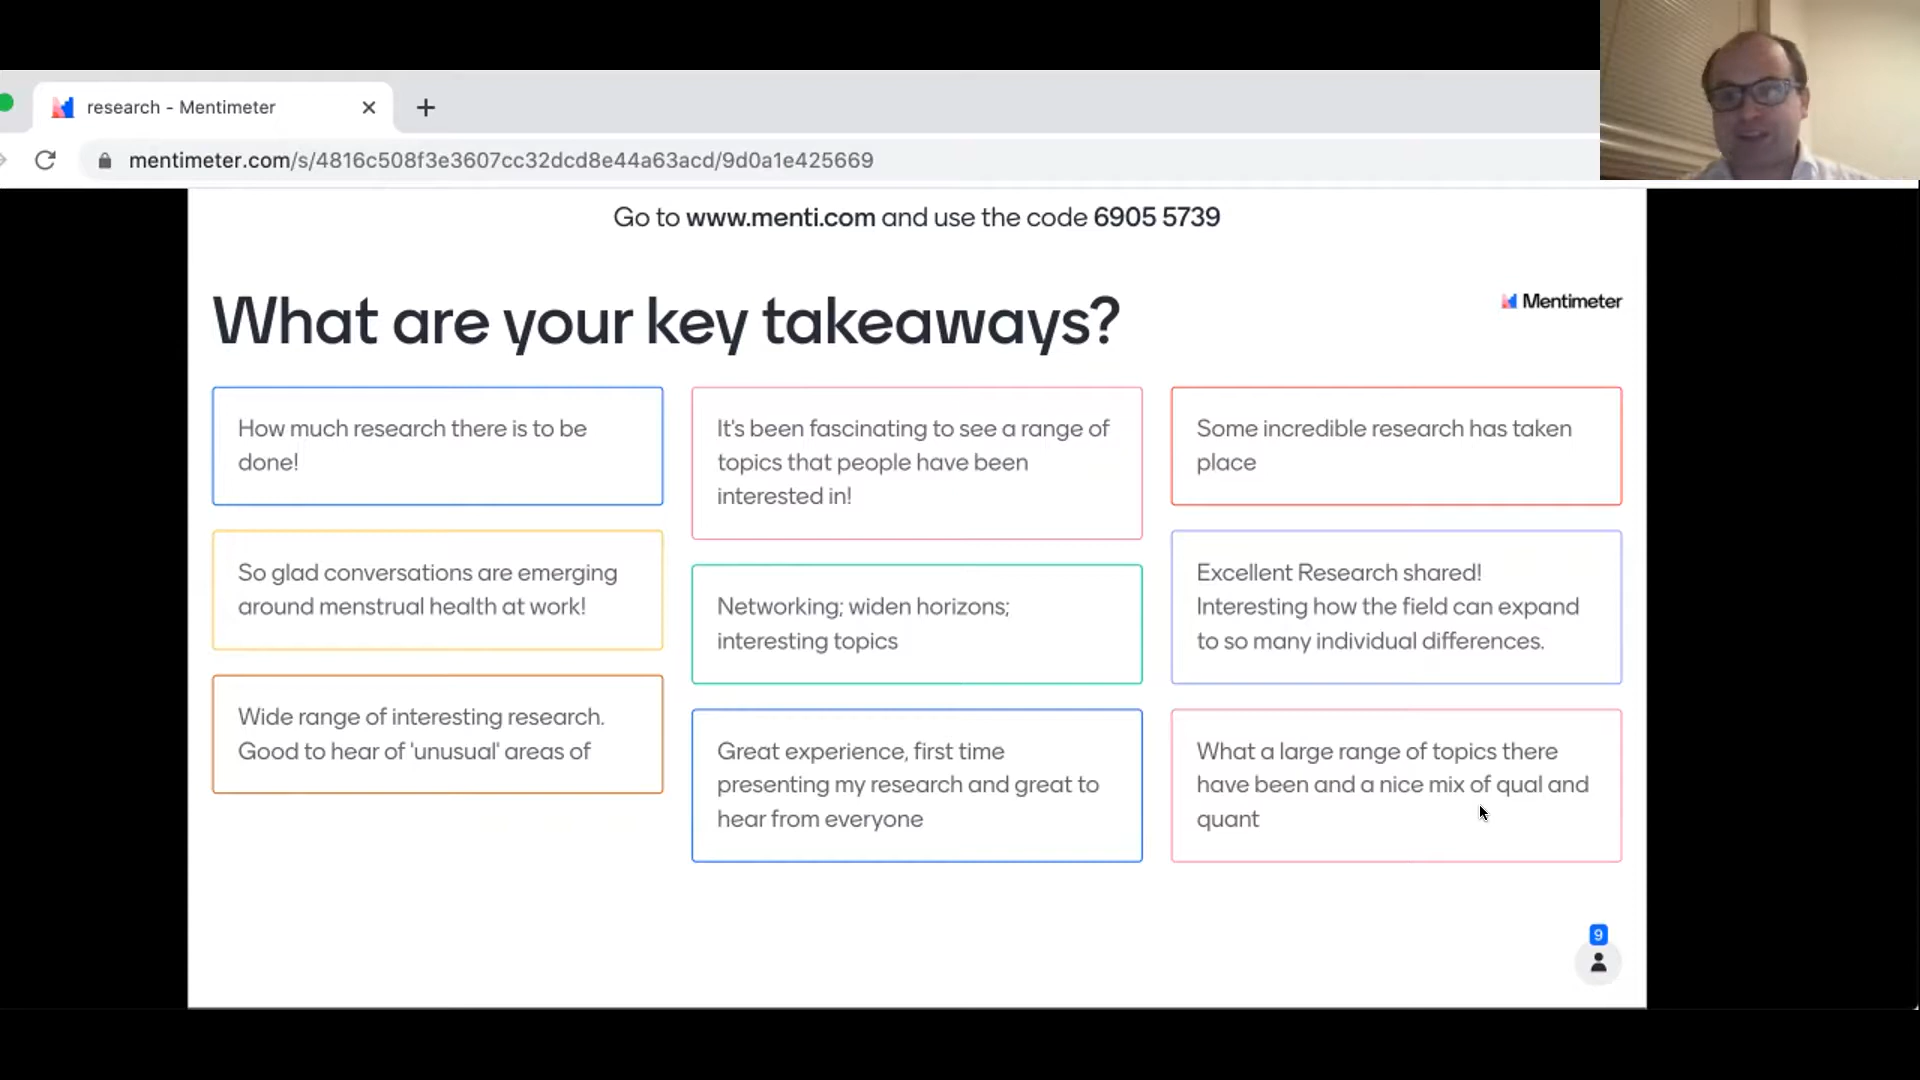 research - Mentimeter
mentimeter.com/s/4816c508f3e3607cc32dcd8e44a63acd/9d0a1e425669
Go to www.menti.com and use the code 6905 5739
What are your key takeaways?
Mentimeter
How much research there is to be
done!
So glad conversations are emerging
around menstrual health at work!
Wide range of interesting research.
Good to hear of 'unusual' areas of
It's been fascinating to see a range of
topics that people have been
interested in!
Networking; widen horizons;
interesting topics
Great experience, first time
presenting my research and great to
hear from everyone
Some incredible research has taken
place
Excellent Research shared!
Interesting how the field can expand
to so many individual differences.
What a large range of topics there
have been and a nice mix of qual and
quant
9